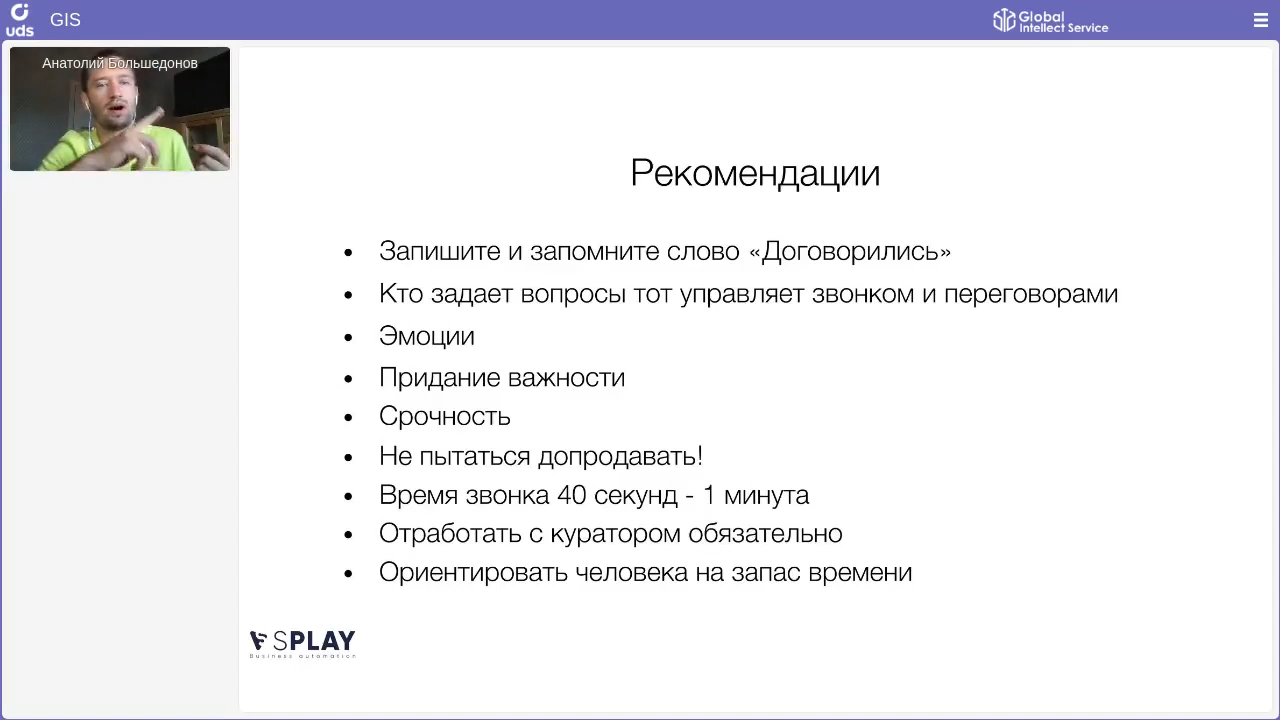 uds
GIS
Global
Intellect Service
Анатолий Большедонов
Рекомендации
• Запишите и запомните слово «Договорились»
• Кто задает вопросы тот управляет звонком и переговорами
• Эмоции
• Придание важности
• Срочность
• Не пытаться допродавать!
• Время звонка 40 секунд - 1 минута
• Отработать с куратором обязательно
• Ориентировать человека на запас времени
SPLAY
Business automation